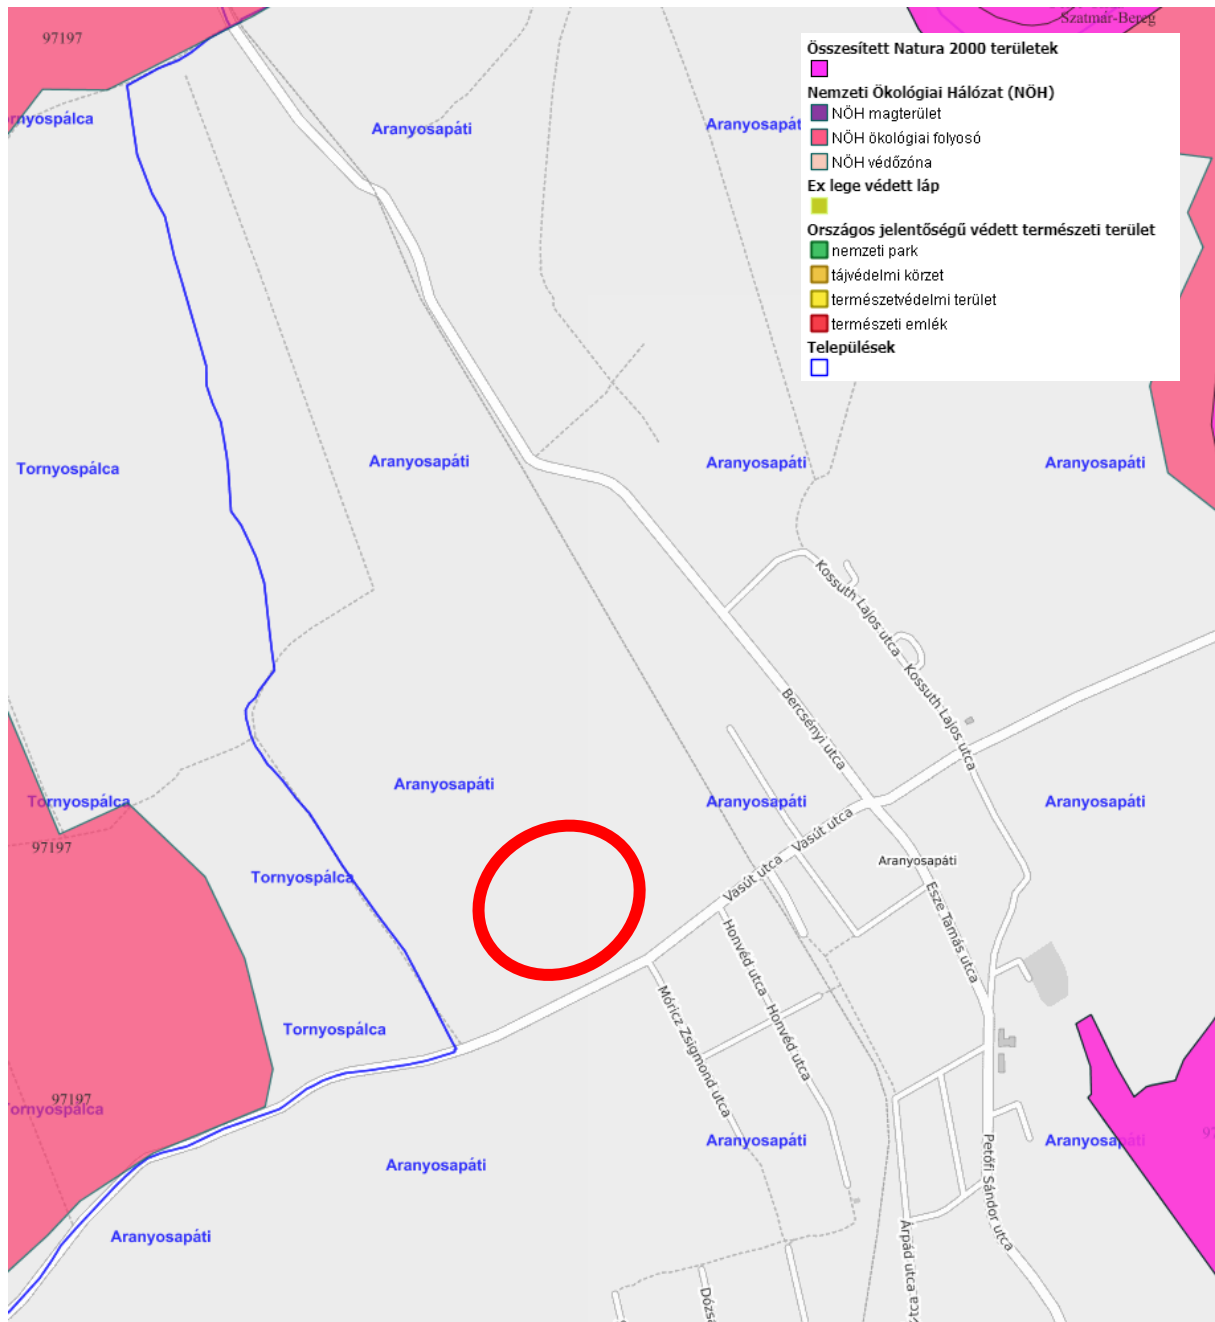 Szatmár-Bereg
97197
Összesített Natura 2000 területek
Nemzeti Ökológiai Hálózat (NÖH)
NÖH magterület
NÖH ökológiai folyosó
NÖH védőzóna
Ex lege védett láp
Országos jelentőségű védett természeti terület
nemzeti park
tájvédelmi körzet
természetvédelmi terület
természeti emlék
Települések
rnyospálca
Aranyosapáti
Aranyosapát
Tornyospálca
Aranyosapáti
Aranyosapáti
Aranyosapáti
Kossuth Lajos utca
Kossuth Lajos utca
Bercsényi utca
Aranyosapáti
Tornyospálca
Aranyosapáti
Aranyosapáti
97197
Vasút utca
Vasút utca
Aranyosapáti
Tornyospálca
Esze Tamás utca
Honvéd utca
Honvéd utca
Móricz Zsigmond utca
Tornyospálca
97197
ornyospálca
Aranyosapáti
Aranyosapáti
97
Aranyosapáti
Petőfi Sándor utca
Aranyosapáti
Árpád utca
Dózsa